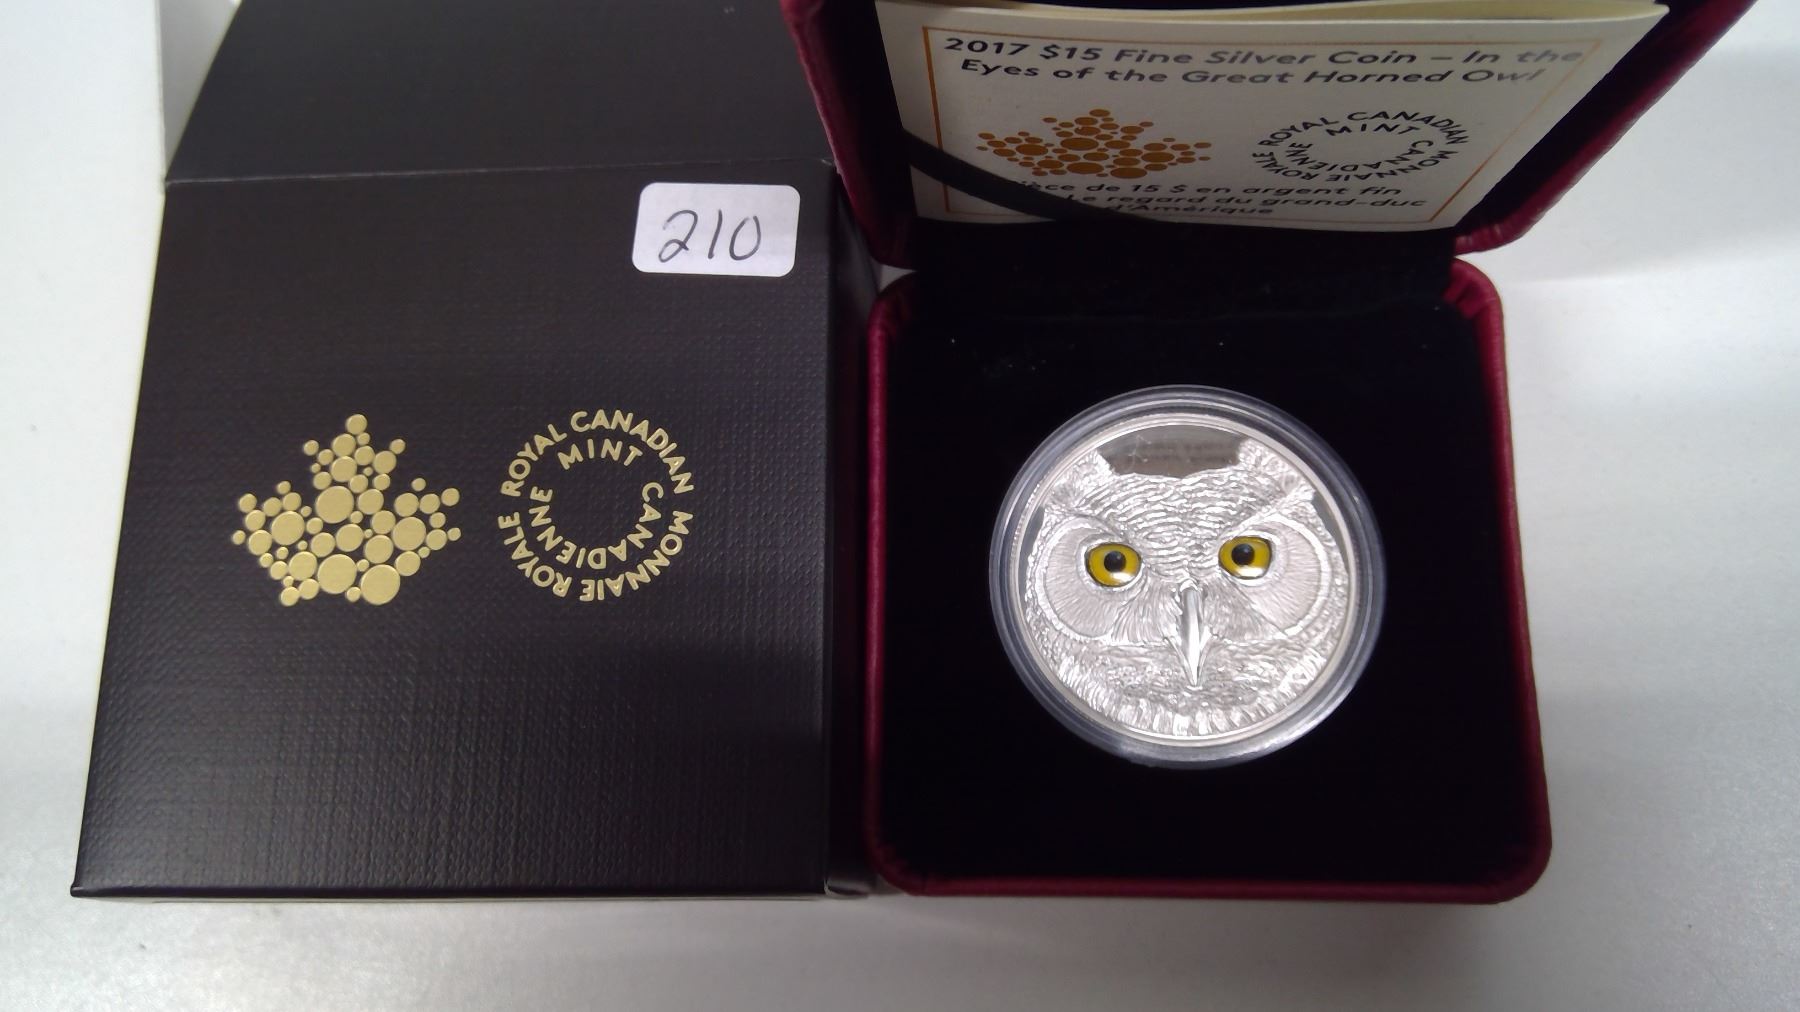 210
ROYAL CANADIAN MINT
MONNAIE ROYALE CANADIENNE
2017 $15 Fine Silver Coin – In the
Eyes of the Great Horned Owl
ROYAL CANADIAN MINT
MONNAIE ROYALE CANADIENNE
de 15 $ en argent fin
Le regard du grand-duc
d'Amérique